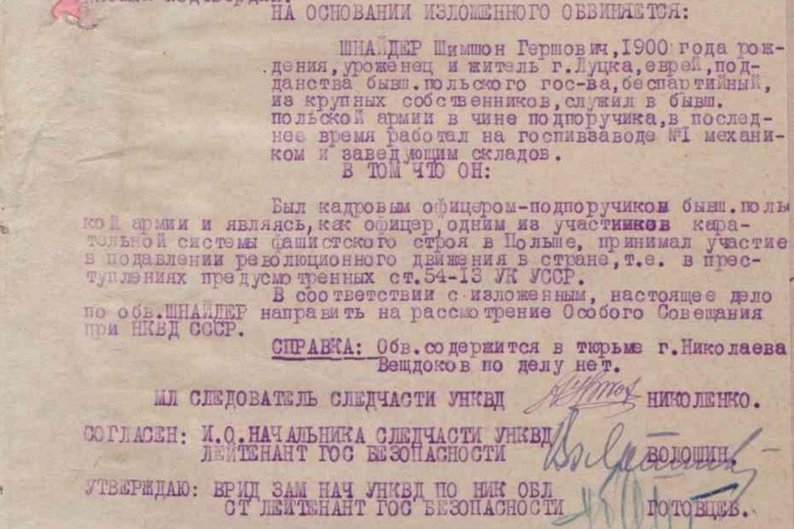 НА ОСНОВАНИИ ИЗЛОЖЕННОГО ОБВИНЯЕТСЯ:
ШНАЙДЕР Шимшон Гершович,1900 года рож-
дения,уроженец и житель г.Луцка,еврей,под-
данства бывш.польского гос-ва,беспартийный,
из крупных собственников,служил в бывш.
польской армии в чине подпоручика,в послед-
нее время работал на госпивзаводе №1 механи-
ком и заведующим складов.
В ТОМ ЧТО ОН:
Был кадровым офицером-подпоручиком бывш.поль
кой армии и являясь,как офицер,одним из участников кара-
тельной системы фашистского строя в Польше, принимал участие
в подавлении революционного движения в стране,т.е. в прес-
туплениях предусмотренных ст.54-13 УК УССР.
В соответствии с изложенным, настоящее дело
по обв.ШНАЙДЕР направить на рассмотрение Особого Совещания
при НКВД СССР.
СПРАВКА: Обв.содержится в тюрьме г.Николаева
Вещдоков по делу нет.
МЛ СЛЕДОВАТЕЛЬ СЛЕДЧАСТИ УНКВД НИКОЛЕНКО.
СОГЛАСЕН: И.О.НАЧАЛЬНИКА СЛЕДЧАСТИ УНКВД
ЛЕЙТЕНАНТ ГОС БЕЗОПАСНОСТИ ВОЛОШИН.
УТВЕРЖДАЮ: ВРИД ЗАМ НАЧ УНКВД ПО НИК ОБЛ
СТ ЛЕЙТЕНАНТ ГОС БЕЗОПАСНОСТИ ГОТОВЦЕВ.